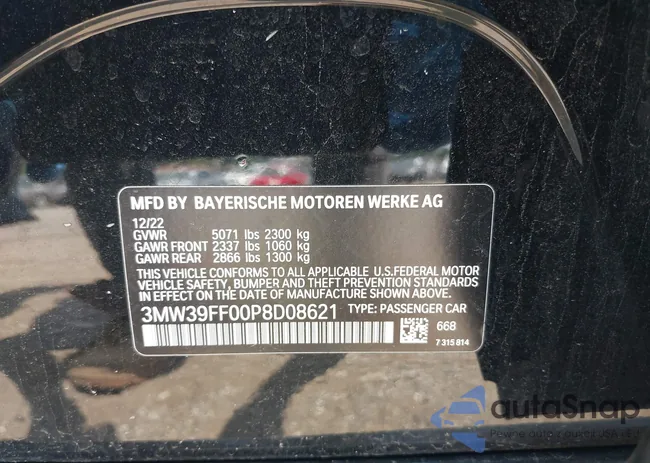 MFD BY BAYERISCHE MOTOREN WERKE AG
12/22
GVWR 5071 lbs 2300 kg
GAWR FRONT 2337 lbs 1060 kg
GAWR REAR 2866 lbs 1300 kg
THIS VEHICLE CONFORMS TO ALL APPLICABLE U.S.FEDERAL MOTOR
VEHICLE SAFETY, BUMPER AND THEFT PREVENTION STANDARDS
IN EFFECT ON THE DATE OF MANUFACTURE SHOWN ABOVE.
3MW39FF00P8D08621 TYPE: PASSENGER CAR
668
7 315 814
autoSnap